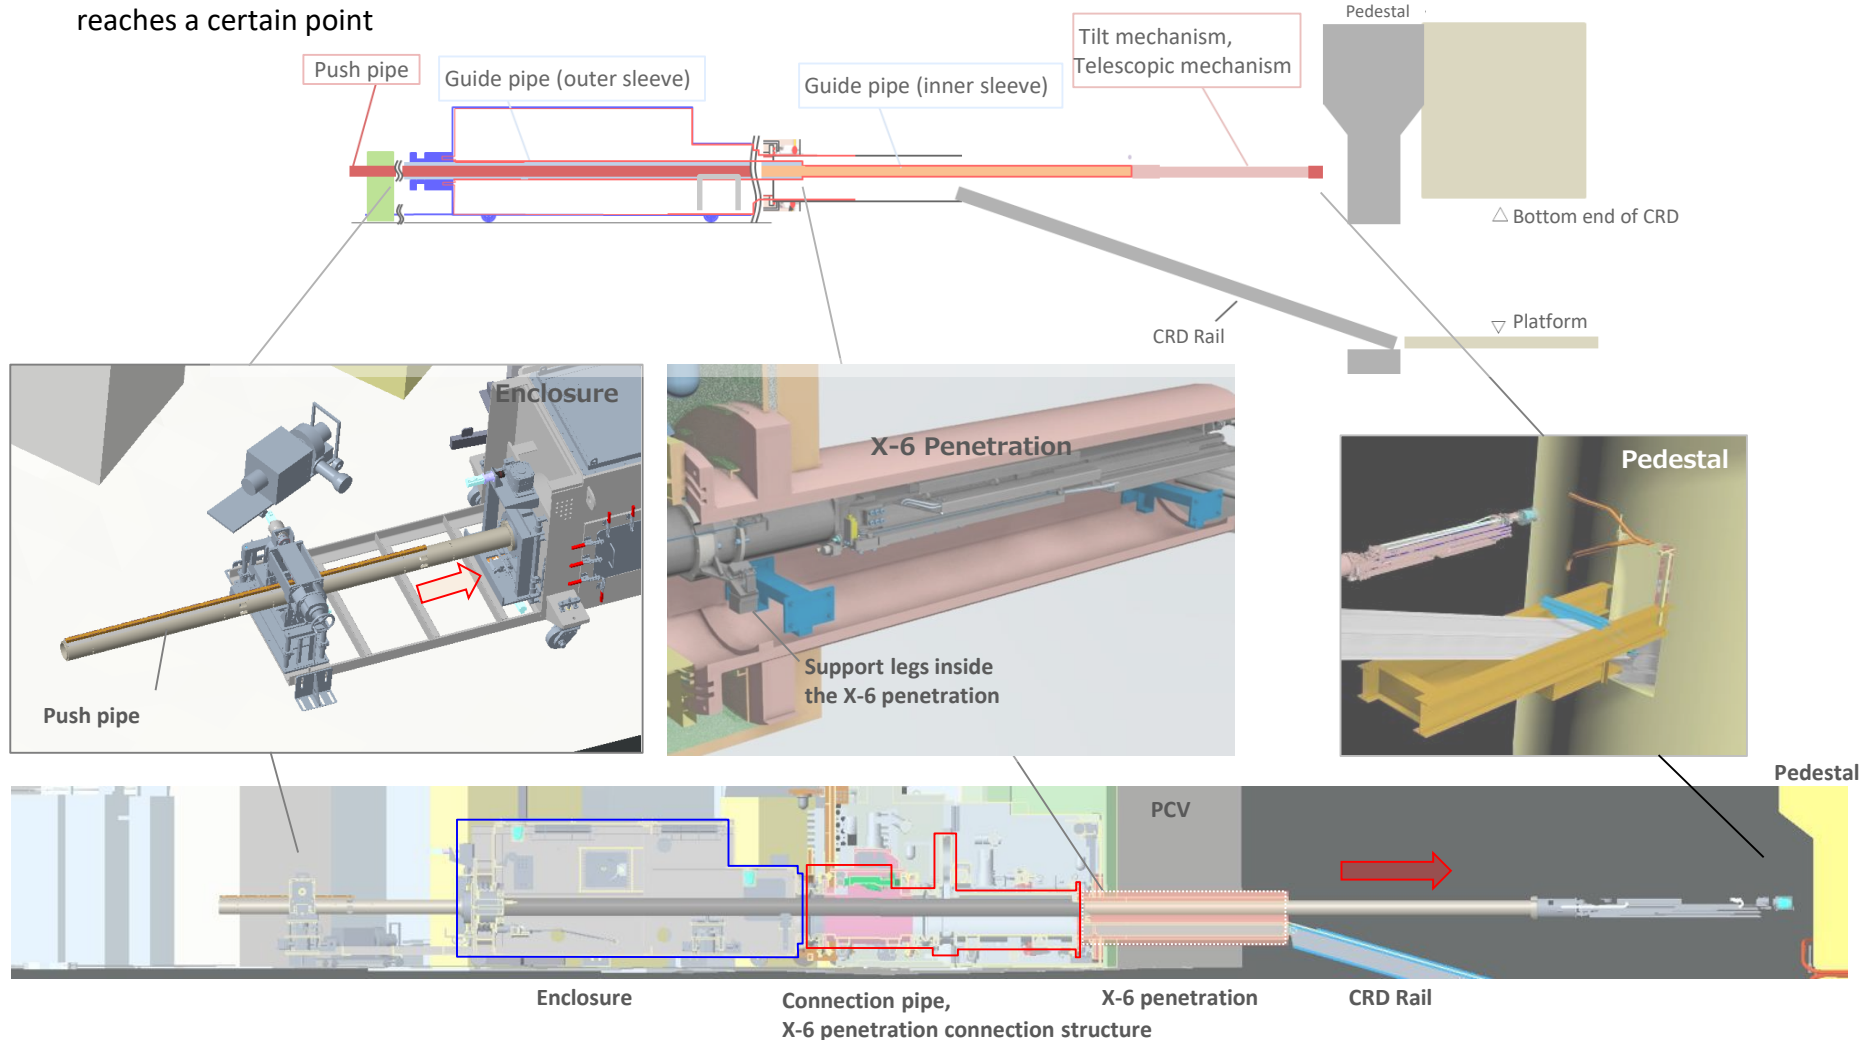 reaches a certain point
Pedestal
Tilt mechanism,
Telescopic mechanism
Push pipe
Guide pipe (outer sleeve)
Guide pipe (inner sleeve)
△ Bottom end of CRD
▽ Platform
CRD Rail
Enclosure
X-6 Penetration
Pedestal
Support legs inside
the X-6 penetration
Push pipe
Pedestal
PCV
Enclosure
Connection pipe,
X-6 penetration connection structure
X-6 penetration
CRD Rail